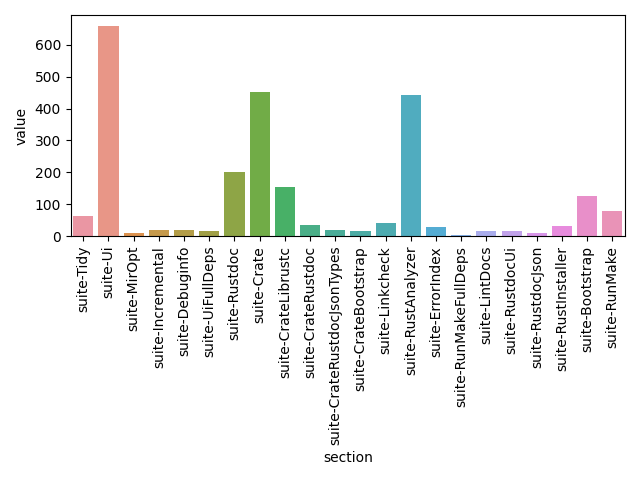 600
500
400
300
200
100
0
value
suite-Tidy
suite-Ui
suite-MirOpt
suite-Incremental
suite-Debuginfo
suite-UiFullDeps
suite-Rustdoc
suite-Crate
suite-CrateLibrustc
suite-CrateRustdoc
suite-CrateRustdocJsonTypes
suite-CrateBootstrap
suite-Linkcheck
suite-RustAnalyzer
suite-ErrorIndex
suite-RunMakeFullDeps
suite-LintDocs
suite-RustdocUi
suite-RustdocJson
suite-RustInstaller
suite-Bootstrap
suite-RunMake
section